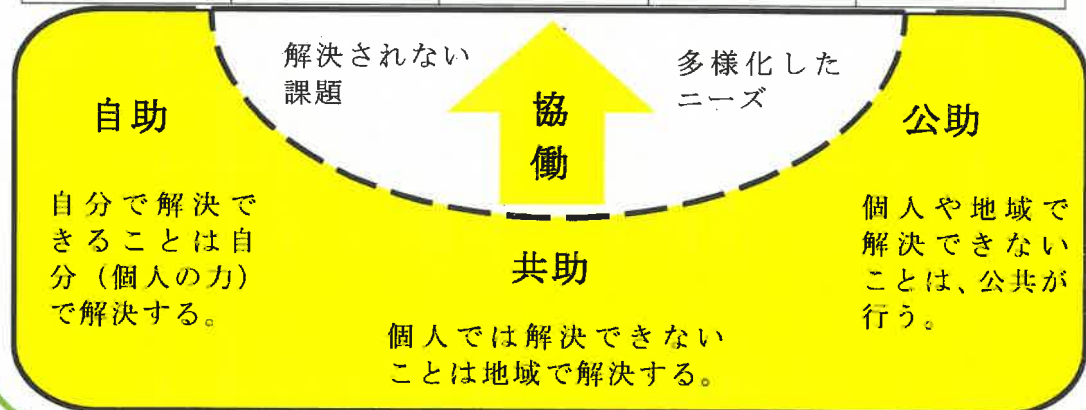 解決されない
課題
多様化した
ニーズ
協
働
自助
自分で解決で
きることは自
分（個人の力）
で解決する。
共助
個人では解決できない
ことは地域で解決する。
公助
個人や地域で
解決できない
ことは、公共が
行う。